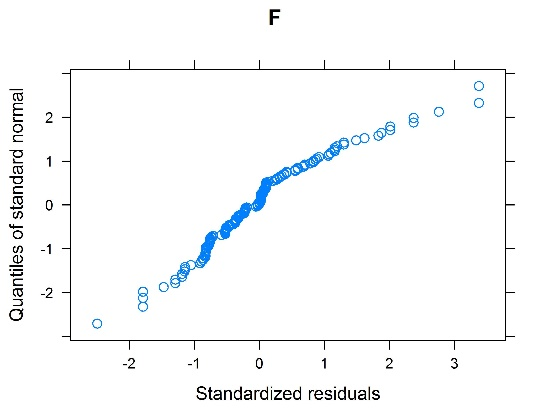 F
Quantiles of standard normal
2
1
0
-1
-2
-2 -1 0 1 2 3
Standardized residuals